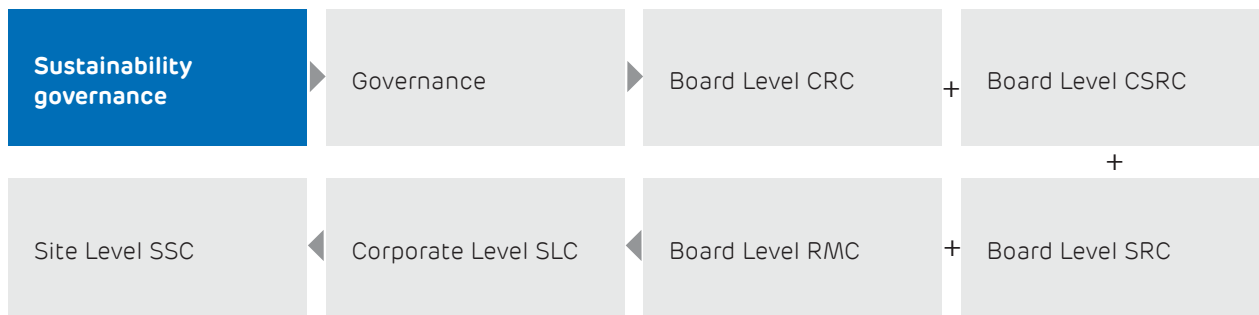 Sustainability
governance
Governance
Board Level CRC
+
Board Level CSRC
+
Site Level SSC
Corporate Level SLC
Board Level RMC
+
Board Level SRC